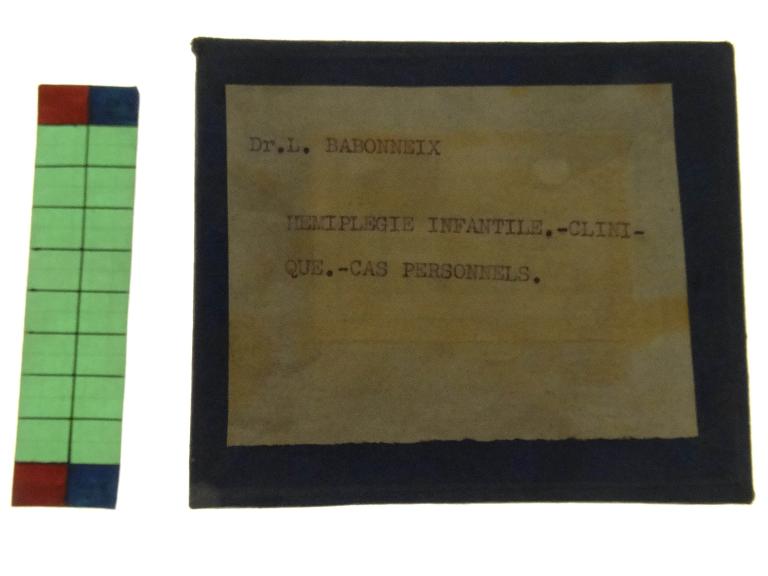 Dr.L. BABONNEIX
HEMIPLEGIE INFANTILE.-CLINI-
QUE.-CAS PERSONNELS.